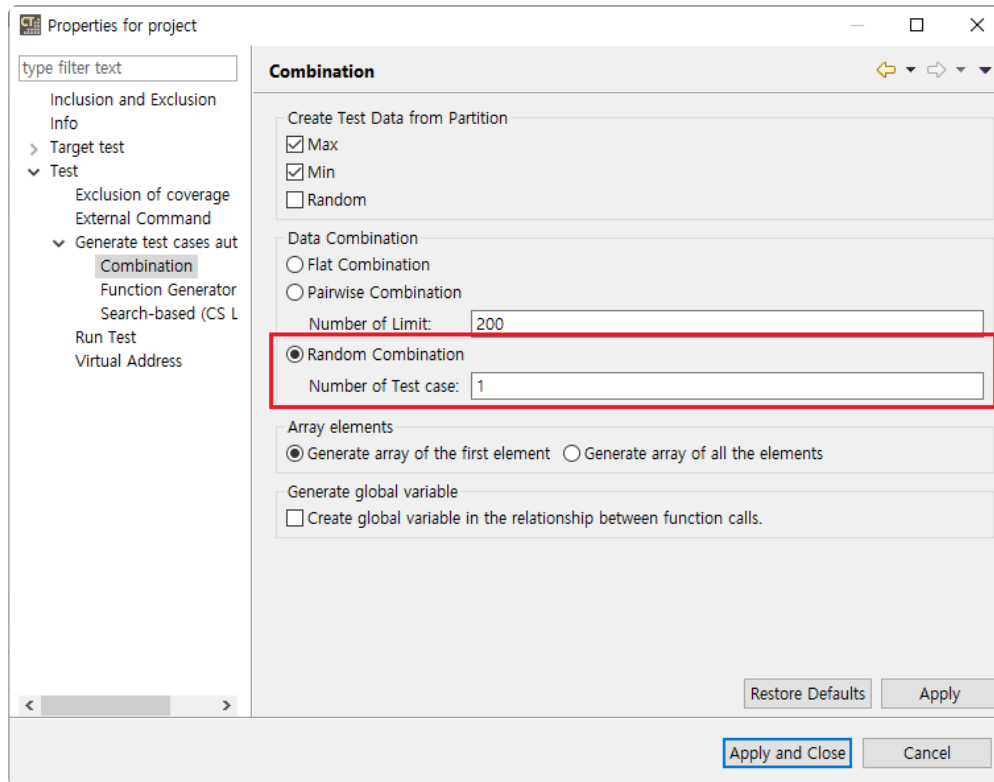 CT
Properties for project
type filter text
Inclusion and Exclusion
Info
Target test
Test
Exclusion of coverage
External Command
Generate test cases aut
Combination
Function Generator
Search-based (CS L
Run Test
Virtual Address
Combination
Create Test Data from Partition
Max
Min
Random
Data Combination
Flat Combination
Pairwise Combination
Number of Limit: 200
Random Combination
Number of Test case: 1
Array elements
Generate array of the first element Generate array of all the elements
Generate global variable
Create global variable in the relationship between function calls.
Restore Defaults Apply
Apply and Close Cancel